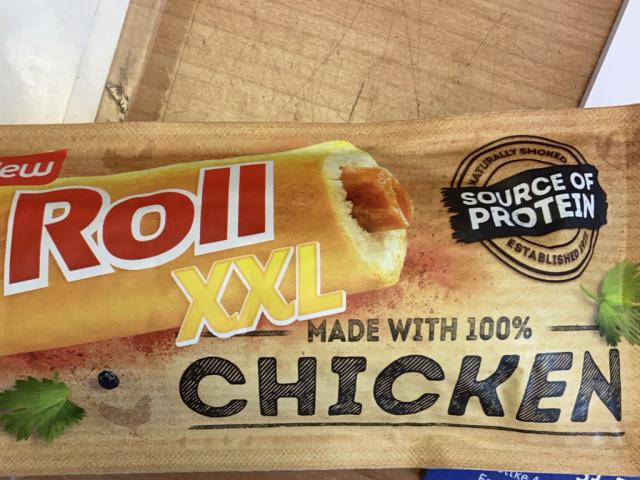 New
Roll
XXL
NATURALLY SMOKED
SOURCE OF
PROTEIN
ESTABLISHED
MADE WITH 100%
CHICKEN